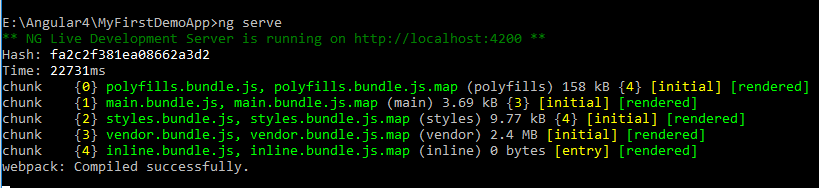 E:\Angular4\MyFirstDemoApp>ng serve
** NG Live Development Server is running on http://localhost:4200 **
Hash: fa2c2f381ea08662a3d2
Time: 22731ms
chunk    {0} polyfills.bundle.js, polyfills.bundle.js.map (polyfills) 158 kB {4} [initial] [rendered]
chunk    {1} main.bundle.js, main.bundle.js.map (main) 3.69 kB {3} [initial] [rendered]
chunk    {2} styles.bundle.js, styles.bundle.js.map (styles) 9.77 kB {4} [initial] [rendered]
chunk    {3} vendor.bundle.js, vendor.bundle.js.map (vendor) 2.4 MB [initial] [rendered]
chunk    {4} inline.bundle.js, inline.bundle.js.map (inline) 0 bytes [entry] [rendered]
webpack: Compiled successfully.